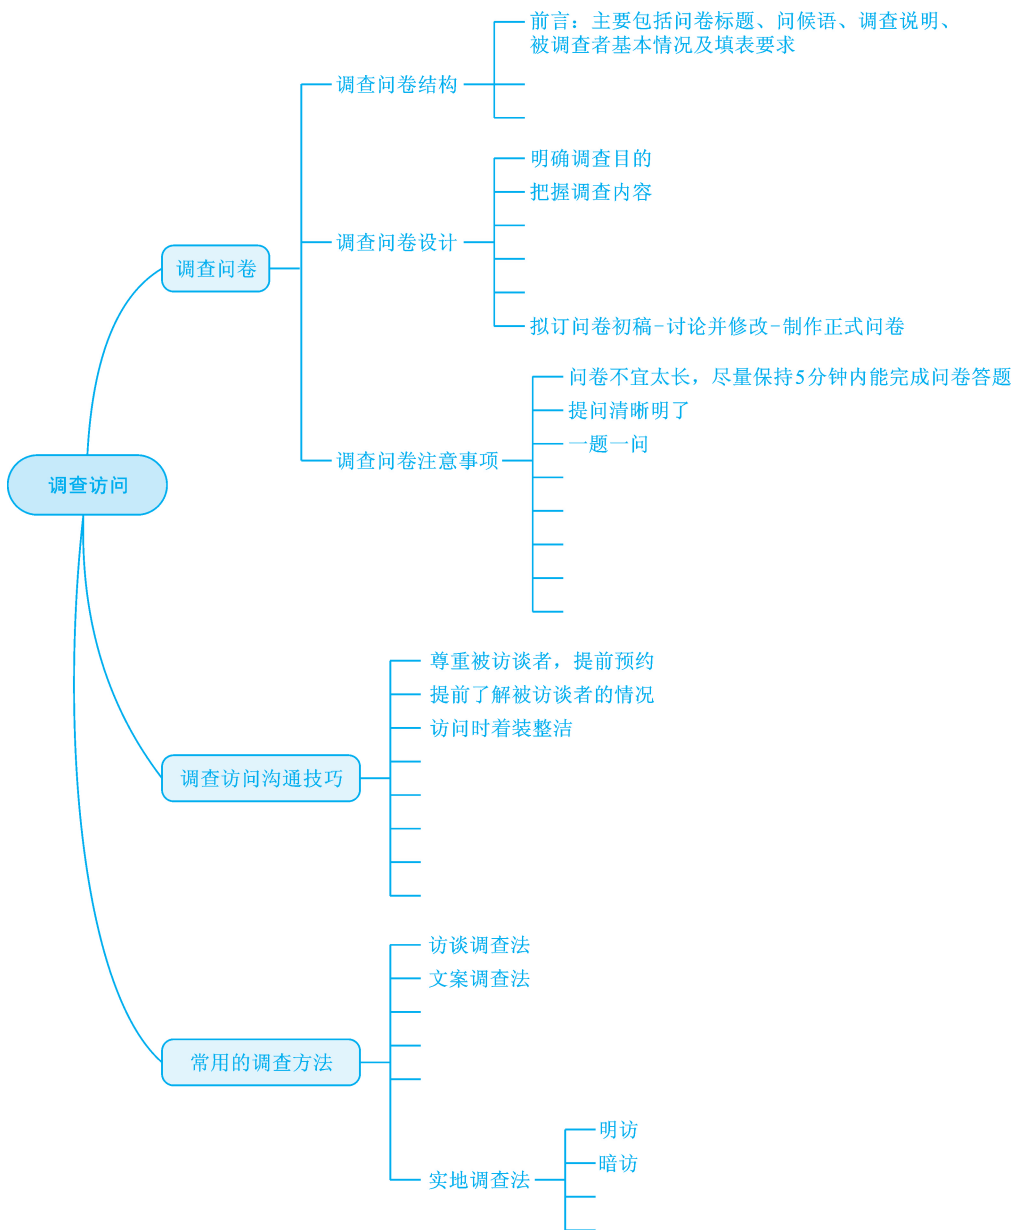 前言：主要包括问卷标题、问候语、调查说明、
被调查者基本情况及填表要求
调查问卷结构
明确调查目的
把握调查内容
调查问卷设计
调查问卷
拟订问卷初稿-讨论并修改-制作正式问卷
问卷不宜太长，尽量保持5分钟内能完成问卷答题
提问清晰明了
一题一问
调查问卷注意事项
调查访问
尊重被访谈者，提前预约
提前了解被访谈者的情况
访问时着装整洁
调查访问沟通技巧
访谈调查法
文案调查法
常用的调查方法
明访
暗访
实地调查法